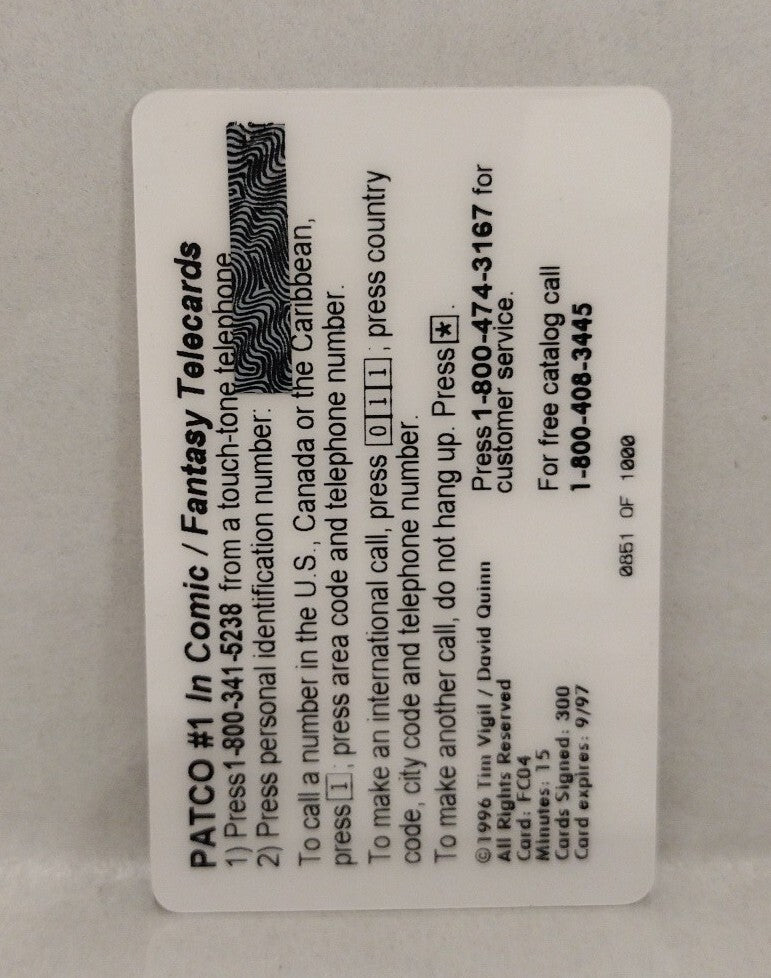 PATCO #1 In Comic / Fantasy Telecards
1) Press 1-800-341-5238 from a touch-tone telephone
2) Press personal identification number:
To call a number in the U.S., Canada or the Caribbean,
press 1; press area code and telephone number.
To make an international call, press 0 1 1; press country
code, city code and telephone number.
To make another call, do not hang up. Press *.
Press 1-800-474-3167 for
customer service.
©1996 Tim Vigil / David Quinn
All Rights Reserved
Card: FC04
Minutes: 15
Cards Signed: 300
Card expires: 9/97
For free catalog call
1-800-408-3445
0851 OF 1000